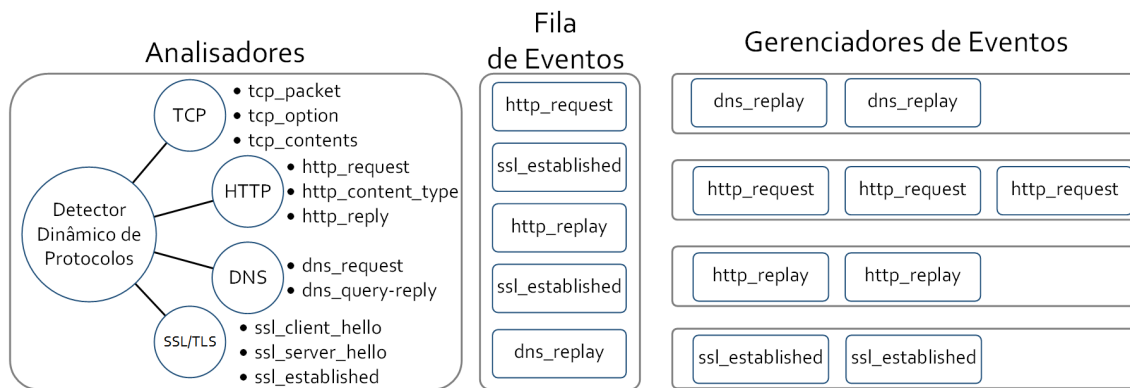 Analisadores
Detector
Dinâmico de
Protocolos
TCP
• tcp_packet
• tcp_option
• tcp_contents
HTTP
• http_request
• http_content_type
• http_reply
DNS
• dns_request
• dns_query-reply
SSL/TLS
• ssl_client_hello
• ssl_server_hello
• ssl_established
Fila
de Eventos
http_request
ssl_established
http_replay
ssl_established
dns_replay
Gerenciadores de Eventos
dns_replay dns_replay
http_request http_request http_request
http_replay http_replay
ssl_established ssl_established